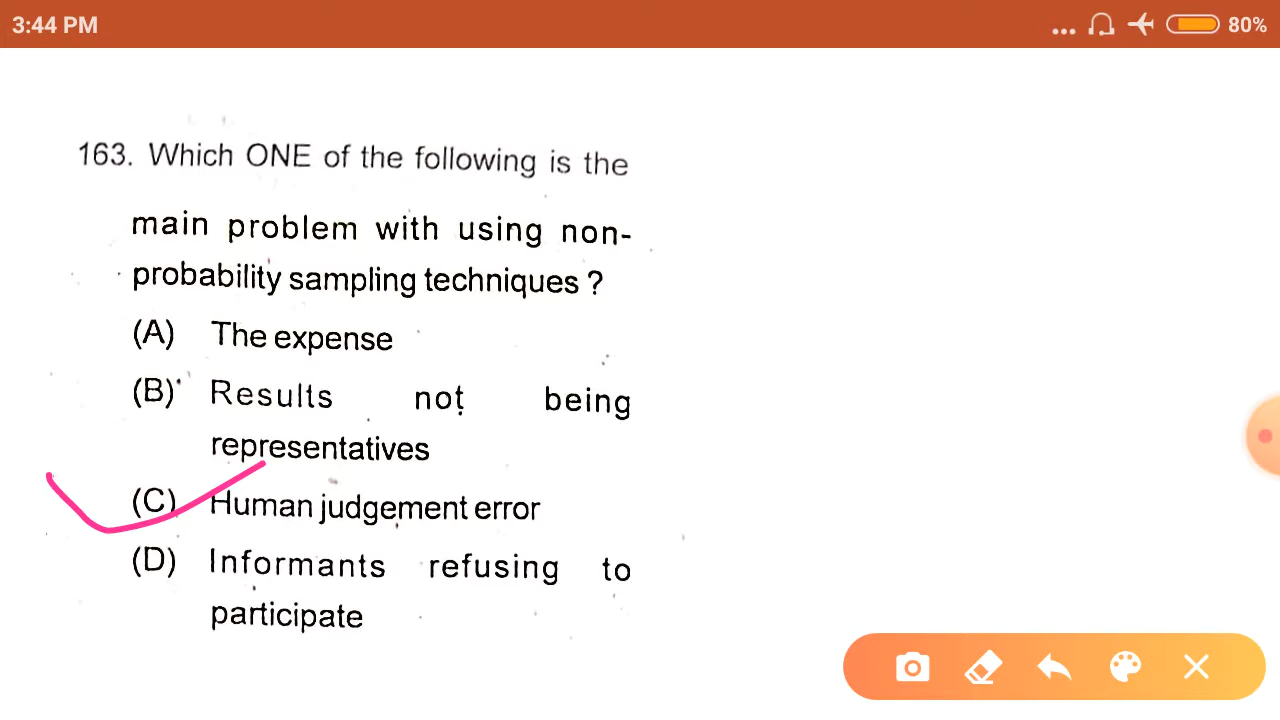 3:44 PM
... 80%
163. Which ONE of the following is the
main problem with using non-
probability sampling techniques ?
(A) The expense
(B) Results not being
representatives
(C) Human judgement error
(D) Informants refusing to
participate